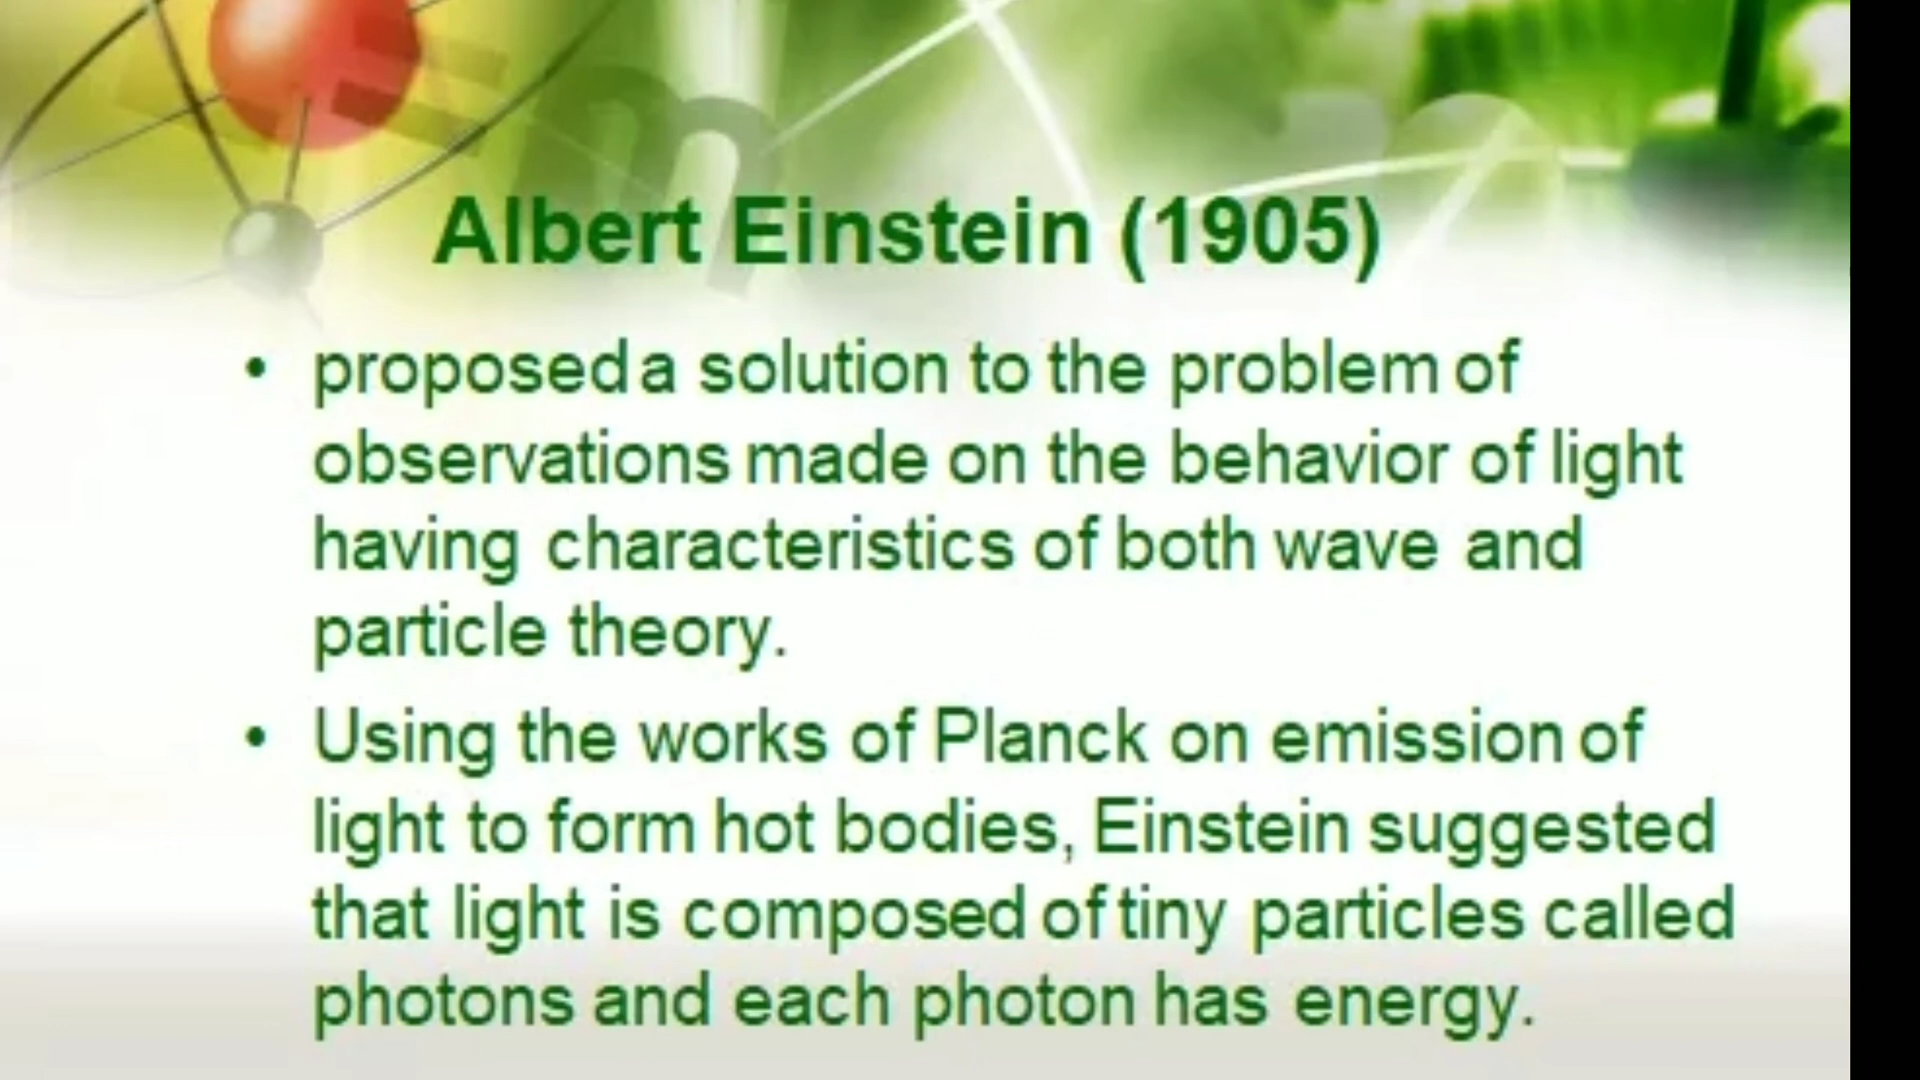 Albert Einstein (1905)
• proposed a solution to the problem of
observations made on the behavior of light
having characteristics of both wave and
particle theory.
• Using the works of Planck on emission of
light to form hot bodies, Einstein suggested
that light is composed of tiny particles called
photons and each photon has energy.